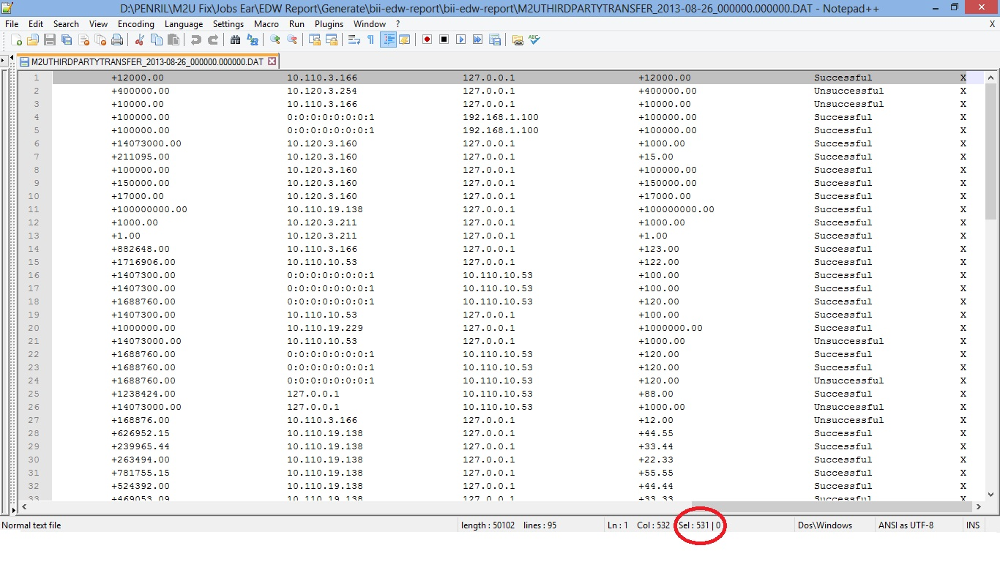 D:\PENRIL\M2U Fix\Jobs Ear\EDW Report\Generate\bii-edw-report\bii-edw-report\M2UTHIRDPARTYTRANSFER_2013-08-26_000000.000000.DAT - Notepad++
File Edit Search View Encoding Language Settings Macro Run Plugins Window ? X
M2UTHIRDPARTYTRANSFER_2013-08-26_000000.000000.DAT
1 +12000.00 10.110.3.166 127.0.0.1 +12000.00 Successful X
2 +400000.00 10.120.3.254 127.0.0.1 +400000.00 Unsuccessful X
3 +10000.00 10.110.3.166 127.0.0.1 +10000.00 Unsuccessful X
4 +100000.00 0:0:0:0:0:0:0:1 192.168.1.100 +100000.00 Successful X
5 +100000.00 0:0:0:0:0:0:0:1 192.168.1.100 +100000.00 Successful X
6 +14073000.00 10.120.3.160 127.0.0.1 +1000.00 Successful X
7 +211095.00 10.120.3.160 127.0.0.1 +15.00 Successful X
8 +100000.00 10.120.3.160 127.0.0.1 +100000.00 Successful X
9 +150000.00 10.120.3.160 127.0.0.1 +150000.00 Successful X
10 +17000.00 10.120.3.160 127.0.0.1 +17000.00 Successful X
11 +100000000.00 10.110.19.138 127.0.0.1 +100000000.00 Successful X
12 +1000.00 10.120.3.211 127.0.0.1 +1000.00 Successful X
13 +1.00 10.120.3.211 127.0.0.1 +1.00 Successful X
14 +882648.00 10.110.3.166 127.0.0.1 +123.00 Successful X
15 +1716906.00 10.110.10.53 127.0.0.1 +122.00 Successful X
16 +1407300.00 0:0:0:0:0:0:0:1 10.110.10.53 +100.00 Successful X
17 +1407300.00 0:0:0:0:0:0:0:1 10.110.10.53 +100.00 Successful X
18 +1688760.00 0:0:0:0:0:0:0:1 10.110.10.53 +120.00 Successful X
19 +1407300.00 10.110.10.53 127.0.0.1 +100.00 Successful X
20 +1000000.00 10.110.19.229 127.0.0.1 +1000000.00 Successful X
21 +14073000.00 10.110.10.53 127.0.0.1 +1000.00 Unsuccessful X
22 +1688760.00 0:0:0:0:0:0:0:1 10.110.10.53 +120.00 Successful X
23 +1688760.00 0:0:0:0:0:0:0:1 10.110.10.53 +120.00 Successful X
24 +1688760.00 0:0:0:0:0:0:0:1 10.110.10.53 +120.00 Unsuccessful X
25 +1238424.00 127.0.0.1 10.110.10.53 +88.00 Successful X
26 +14073000.00 127.0.0.1 10.110.10.53 +1000.00 Unsuccessful X
27 +168876.00 10.110.3.166 127.0.0.1 +12.00 Unsuccessful X
28 +626952.15 10.110.19.138 127.0.0.1 +44.55 Successful X
29 +239965.44 10.110.19.138 127.0.0.1 +33.44 Successful X
30 +263494.00 10.110.19.138 127.0.0.1 +22.33 Successful X
31 +781755.15 10.110.19.138 127.0.0.1 +55.55 Successful X
32 +524392.00 10.110.19.138 127.0.0.1 +44.44 Successful X
33 +469053.09 10.110.19.138 127.0.0.1 +33.33 Successful X
Normal text file length : 50102 lines : 95 Ln : 1 Col : 532 Sel : 531 | 0 Dos\Windows ANSI as UTF-8 INS